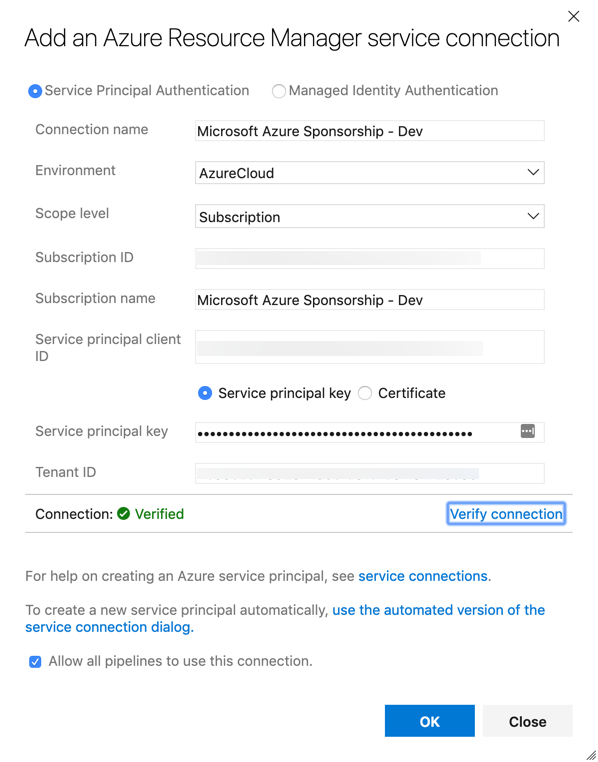 Add an Azure Resource Manager service connection
Service Principal Authentication Managed Identity Authentication
Connection name Microsoft Azure Sponsorship - Dev
Environment AzureCloud
Scope level Subscription
Subscription ID
Subscription name Microsoft Azure Sponsorship - Dev
Service principal client
ID
Service principal key Certificate
Service principal key
Tenant ID
Connection: Verified Verify connection
For help on creating an Azure service principal, see service connections.
To create a new service principal automatically, use the automated version of the
service connection dialog.
Allow all pipelines to use this connection.
OK Close